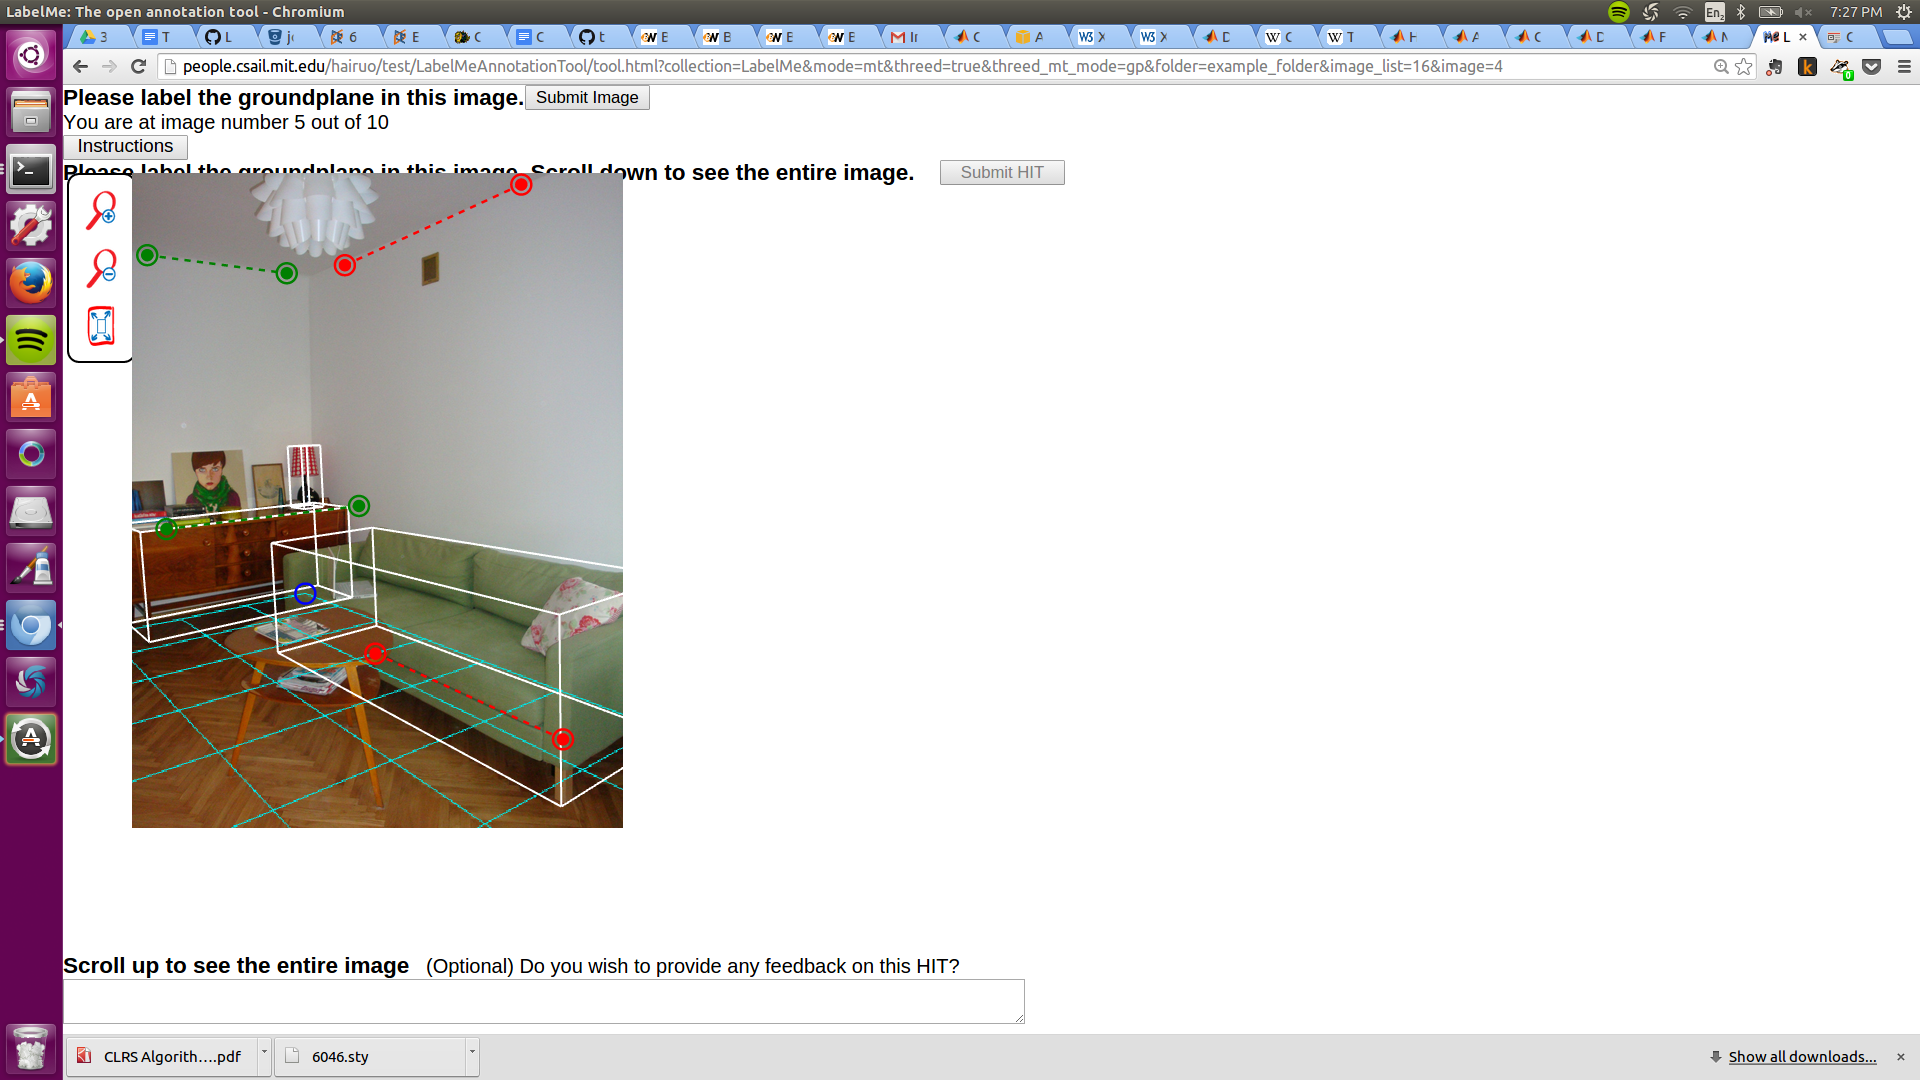 LabelMe: The open annotation tool - Chromium
En2
7:27 PM
3
T
L
6
E
C
C
t
E
B
E
E
A
X
X
D
C
T
H
A
C
D
F
L ×
C
people.csail.mit.edu/hairuo/test/LabelMeAnnotationTool/tool.html?collection=LabelMe&mode=mt&threed=true&threed_mt_mode=gp&folder=example_folder&image_list=16&image=4
Please label the groundplane in this image. Submit Image
You are at image number 5 out of 10
Instructions
Please label the groundplane in this image. Scroll down to see the entire image. Submit HIT
Scroll up to see the entire image (Optional) Do you wish to provide any feedback on this HIT?
CLRS Algorith....pdf
6046.sty
Show all downloads...